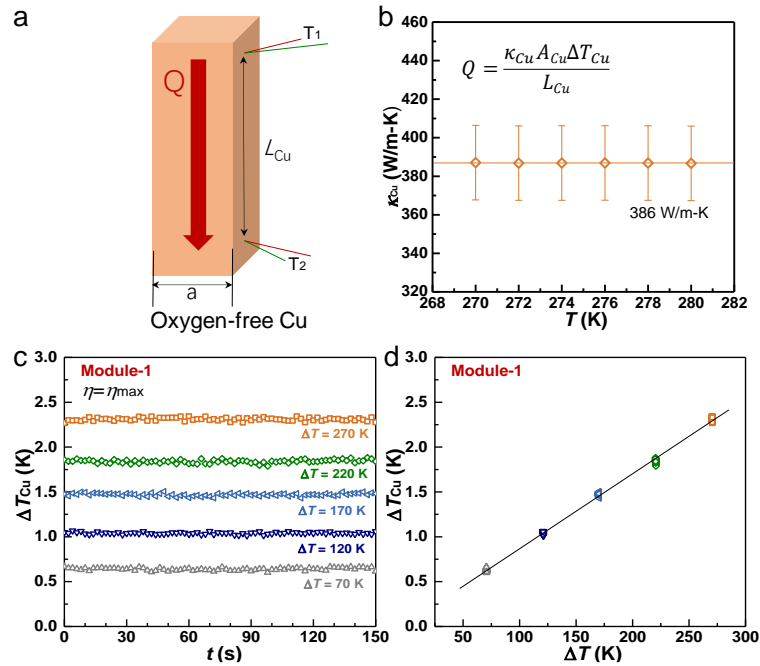 a
T1
Q
LCu
T2
a
Oxygen-free Cu
b
Q = κCu ACuΔTCu / LCu
460
440
420
400
380
360
340
320
κCu (W/m-K)
386 W/m-K
268 270 272 274 276 278 280 282
T (K)
c
Module-1
η=ηmax
3.0
2.5
2.0
1.5
1.0
0.5
0.0
ΔTCu (K)
ΔT = 270 K
ΔT = 220 K
ΔT = 170 K
ΔT = 120 K
ΔT = 70 K
0 30 60 90 120 150
t (s)
d
Module-1
3.0
2.5
2.0
1.5
1.0
0.5
0.0
ΔTCu (K)
50 100 150 200 250 300
ΔT (K)